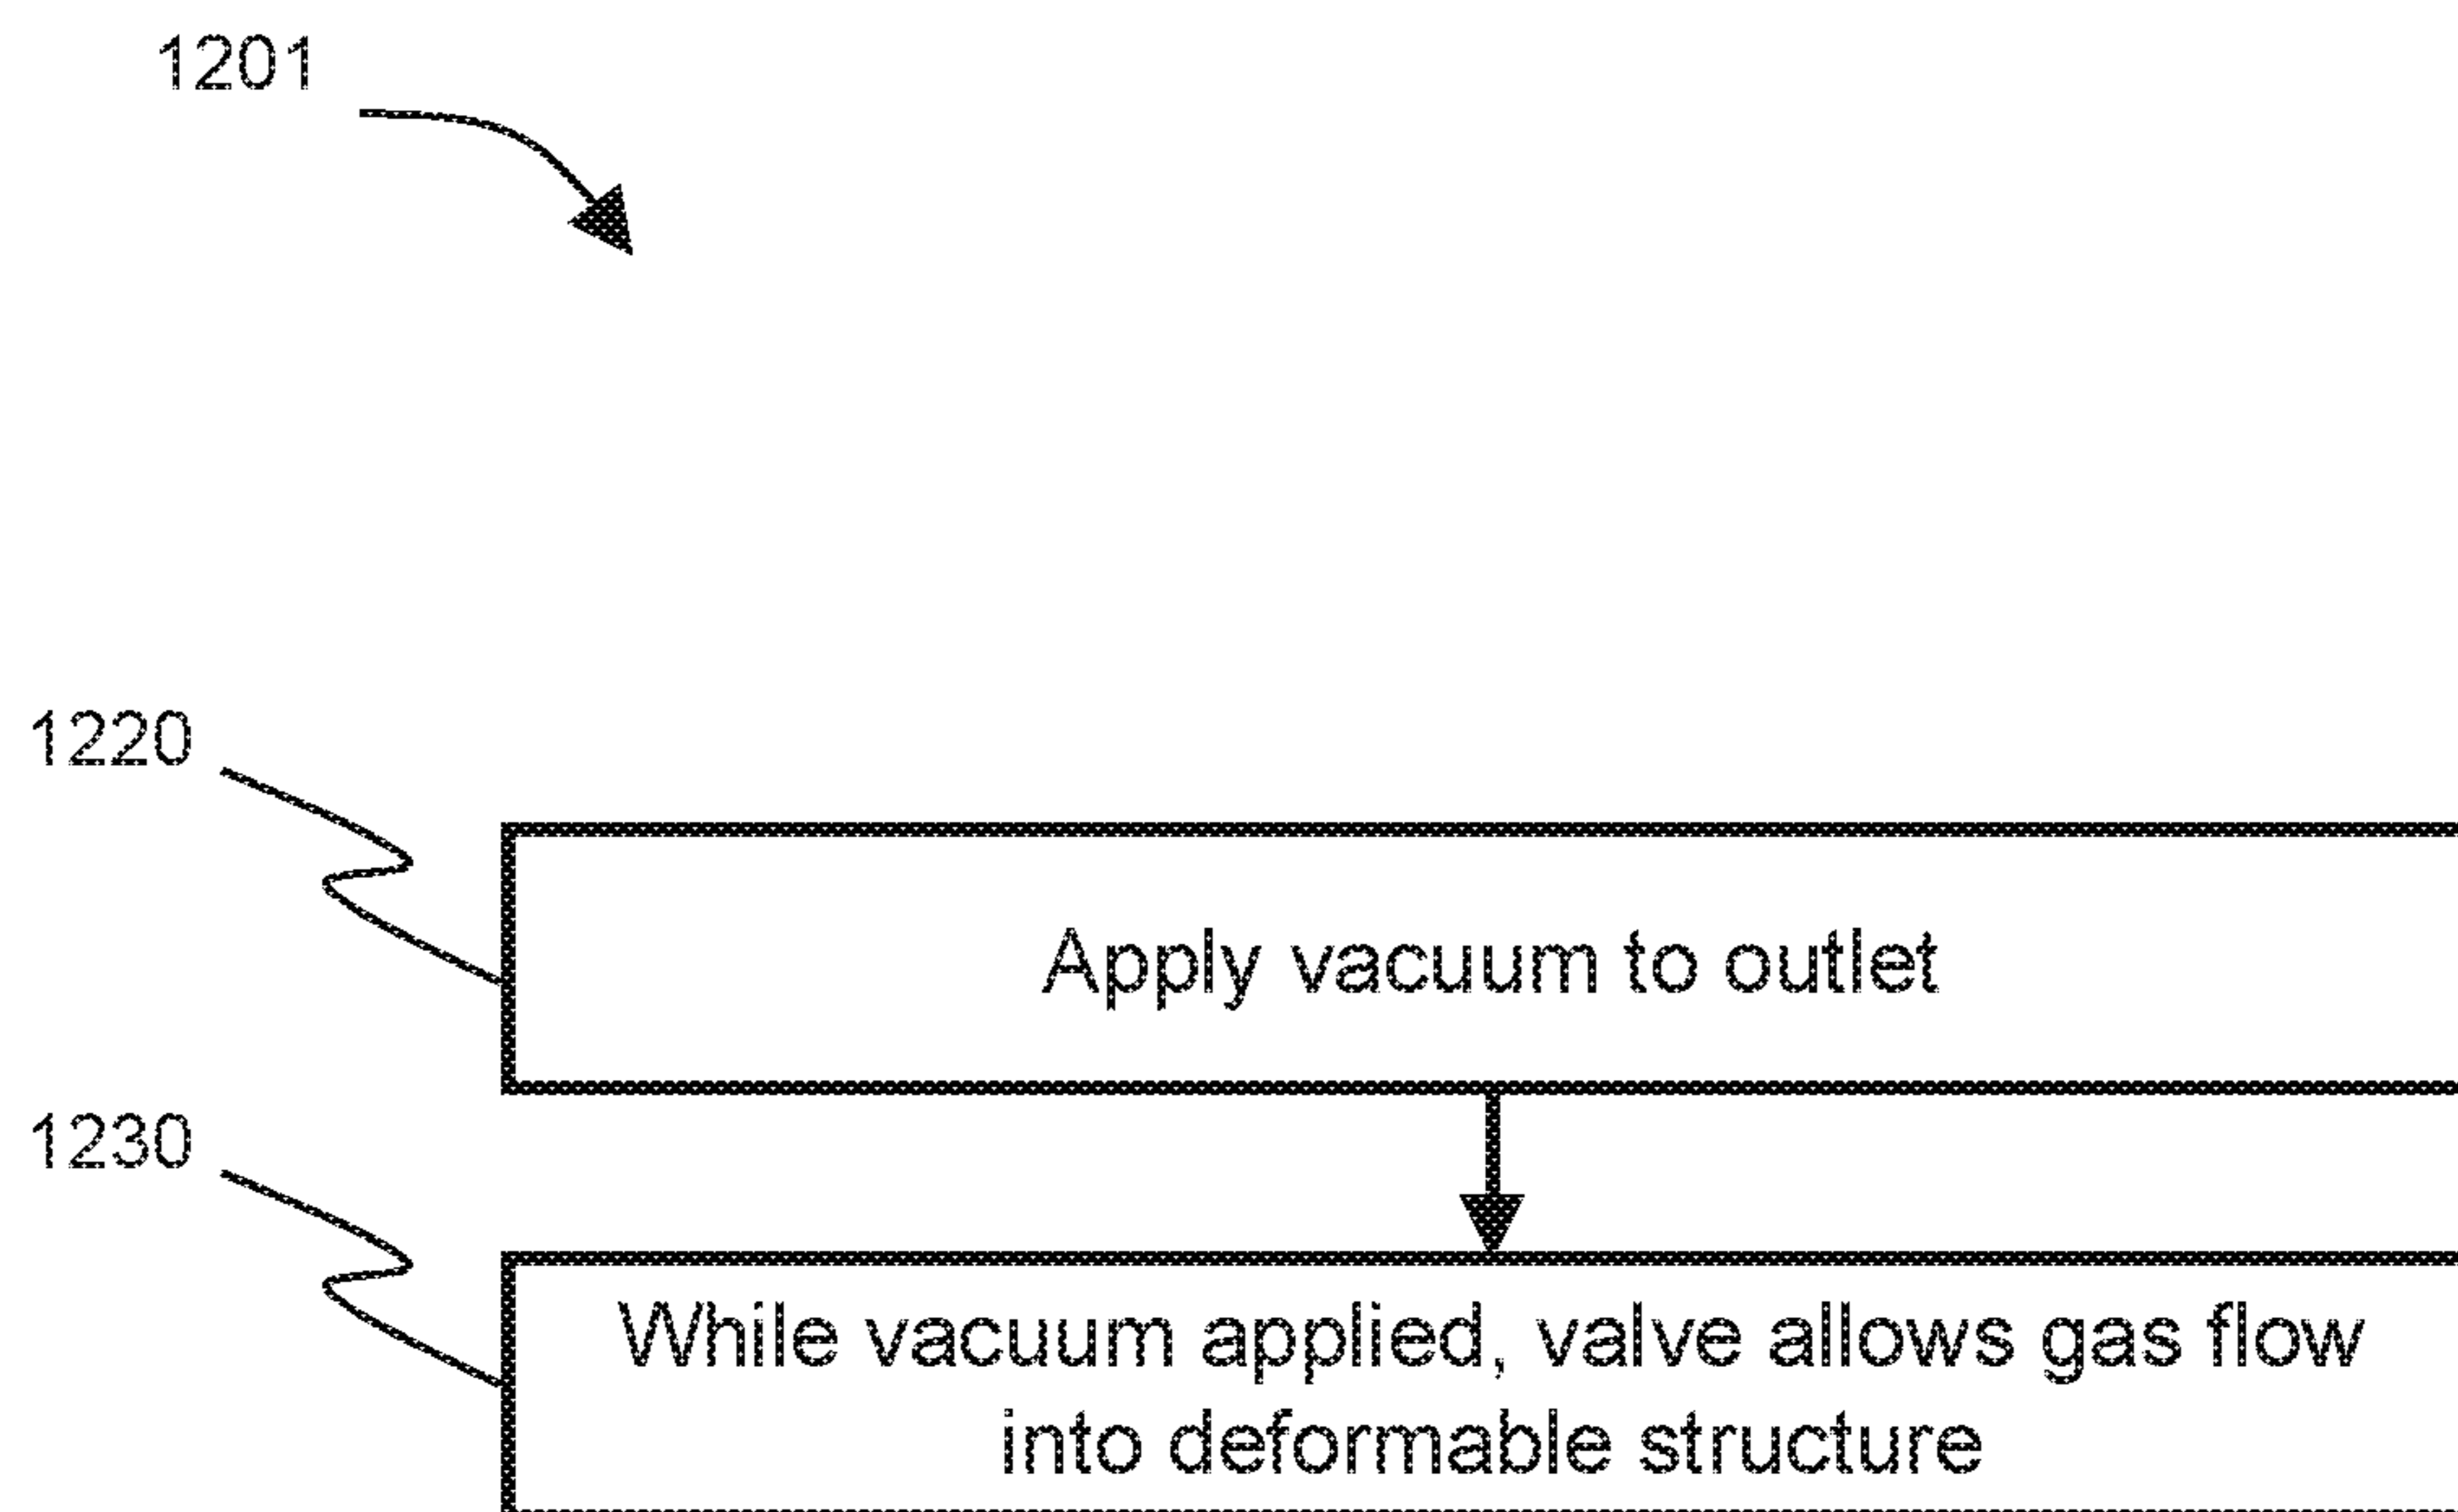 1201
1220
Apply vacuum to outlet
1230
While vacuum applied, valve allows gas flow
into deformable structure